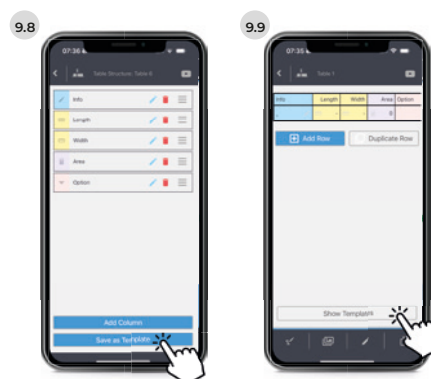 9.8
07:36
Table Structure: Table 6
Info
Length
Width
Area
Option
Add Column
Save as Template
9.9
07:35
Table 1
Info Length Width Area Option
0
Add Row
Duplicate Row
Show Templates